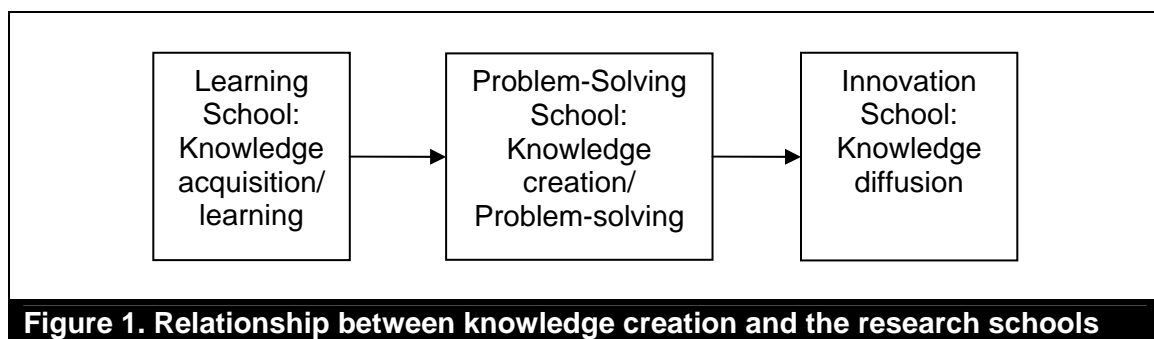 Learning
School:
Knowledge
acquisition/
learning
Problem-Solving
School:
Knowledge
creation/
Problem-solving
Innovation
School:
Knowledge
diffusion
Figure 1. Relationship between knowledge creation and the research schools